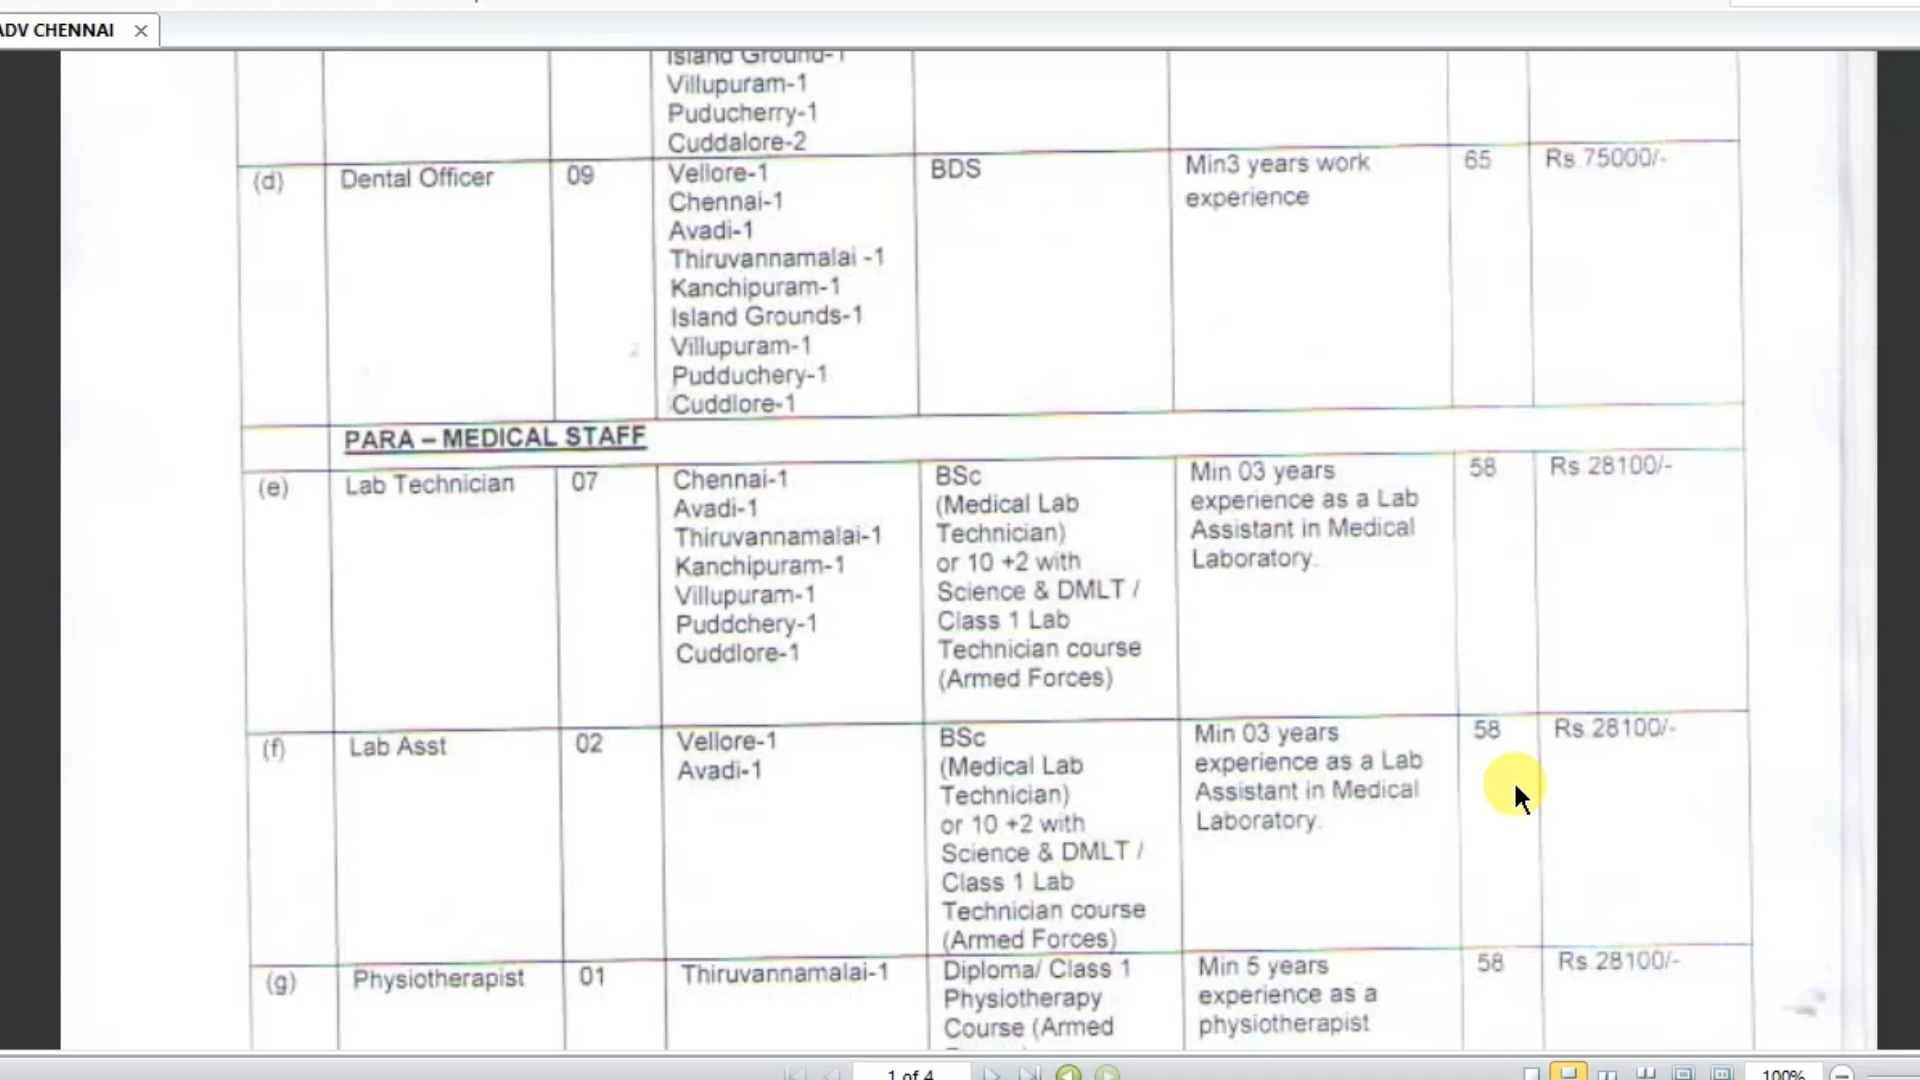 ADV CHENNAI
Island Ground-1
Villupuram-1
Puducherry-1
Cuddalore-2
(d) Dental Officer 09 Vellore-1 BDS Min3 years work 65 Rs.75000/-
Chennai-1 experience
Avadi-1
Thiruvannamalai -1
Kanchipuram-1
Island Grounds-1
Villupuram-1
Pudduchery-1
Cuddlore-1
PARA – MEDICAL STAFF
(e) Lab Technician 07 Chennai-1 BSc Min 03 years 58 Rs.28100/-
Avadi-1 (Medical Lab experience as a Lab
Thiruvannamalai-1 Technician) Assistant in Medical
Kanchipuram-1 or 10 +2 with Laboratory.
Villupuram-1 Science & DMLT /
Puddchery-1 Class 1 Lab
Cuddlore-1 Technician course
(Armed Forces)
(f) Lab Asst 02 Vellore-1 BSc Min 03 years 58 Rs.28100/-
Avadi-1 (Medical Lab experience as a Lab
Technician) Assistant in Medical
or 10 +2 with Laboratory.
Science & DMLT /
Class 1 Lab
Technician course
(Armed Forces)
(g) Physiotherapist 01 Thiruvannamalai-1 Diploma/ Class 1 Min 5 years 58 Rs.28100/-
Physiotherapy experience as a
Course (Armed physiotherapist
1 of 4 100%